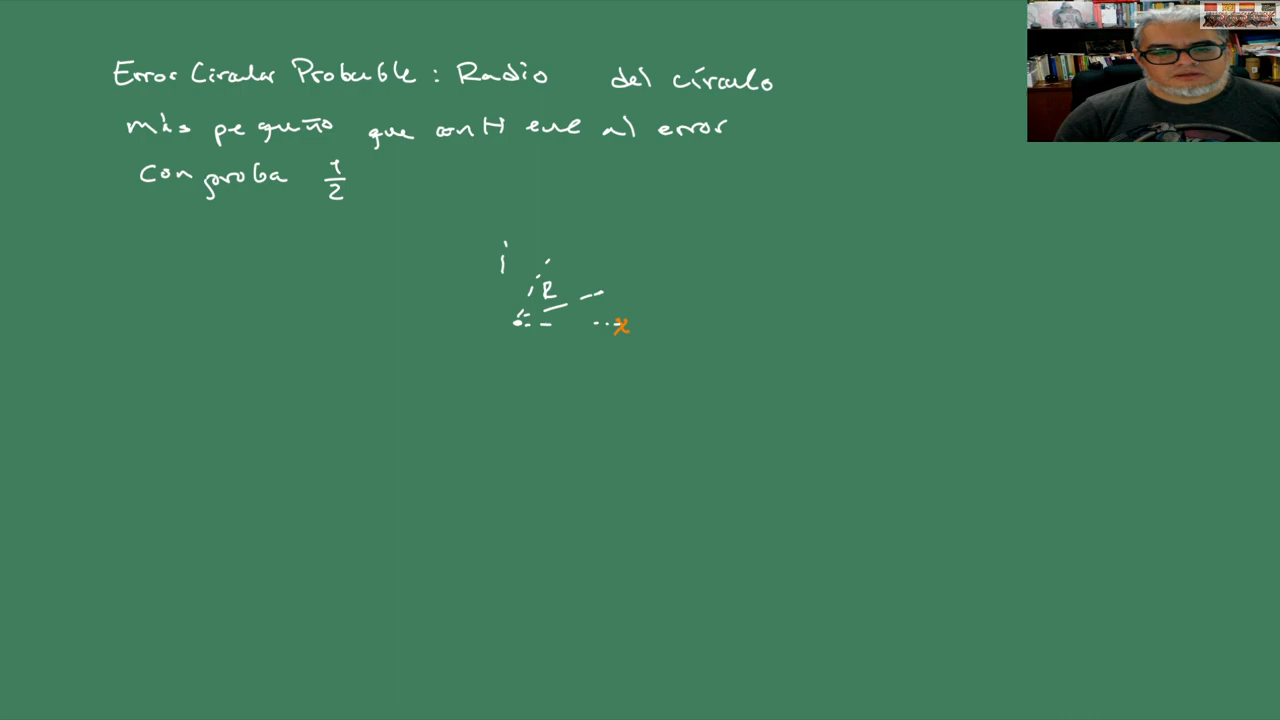 Error Circular Probable : Radio del círculo
más pequeño que contiene al error
con proba 1/2
R
x